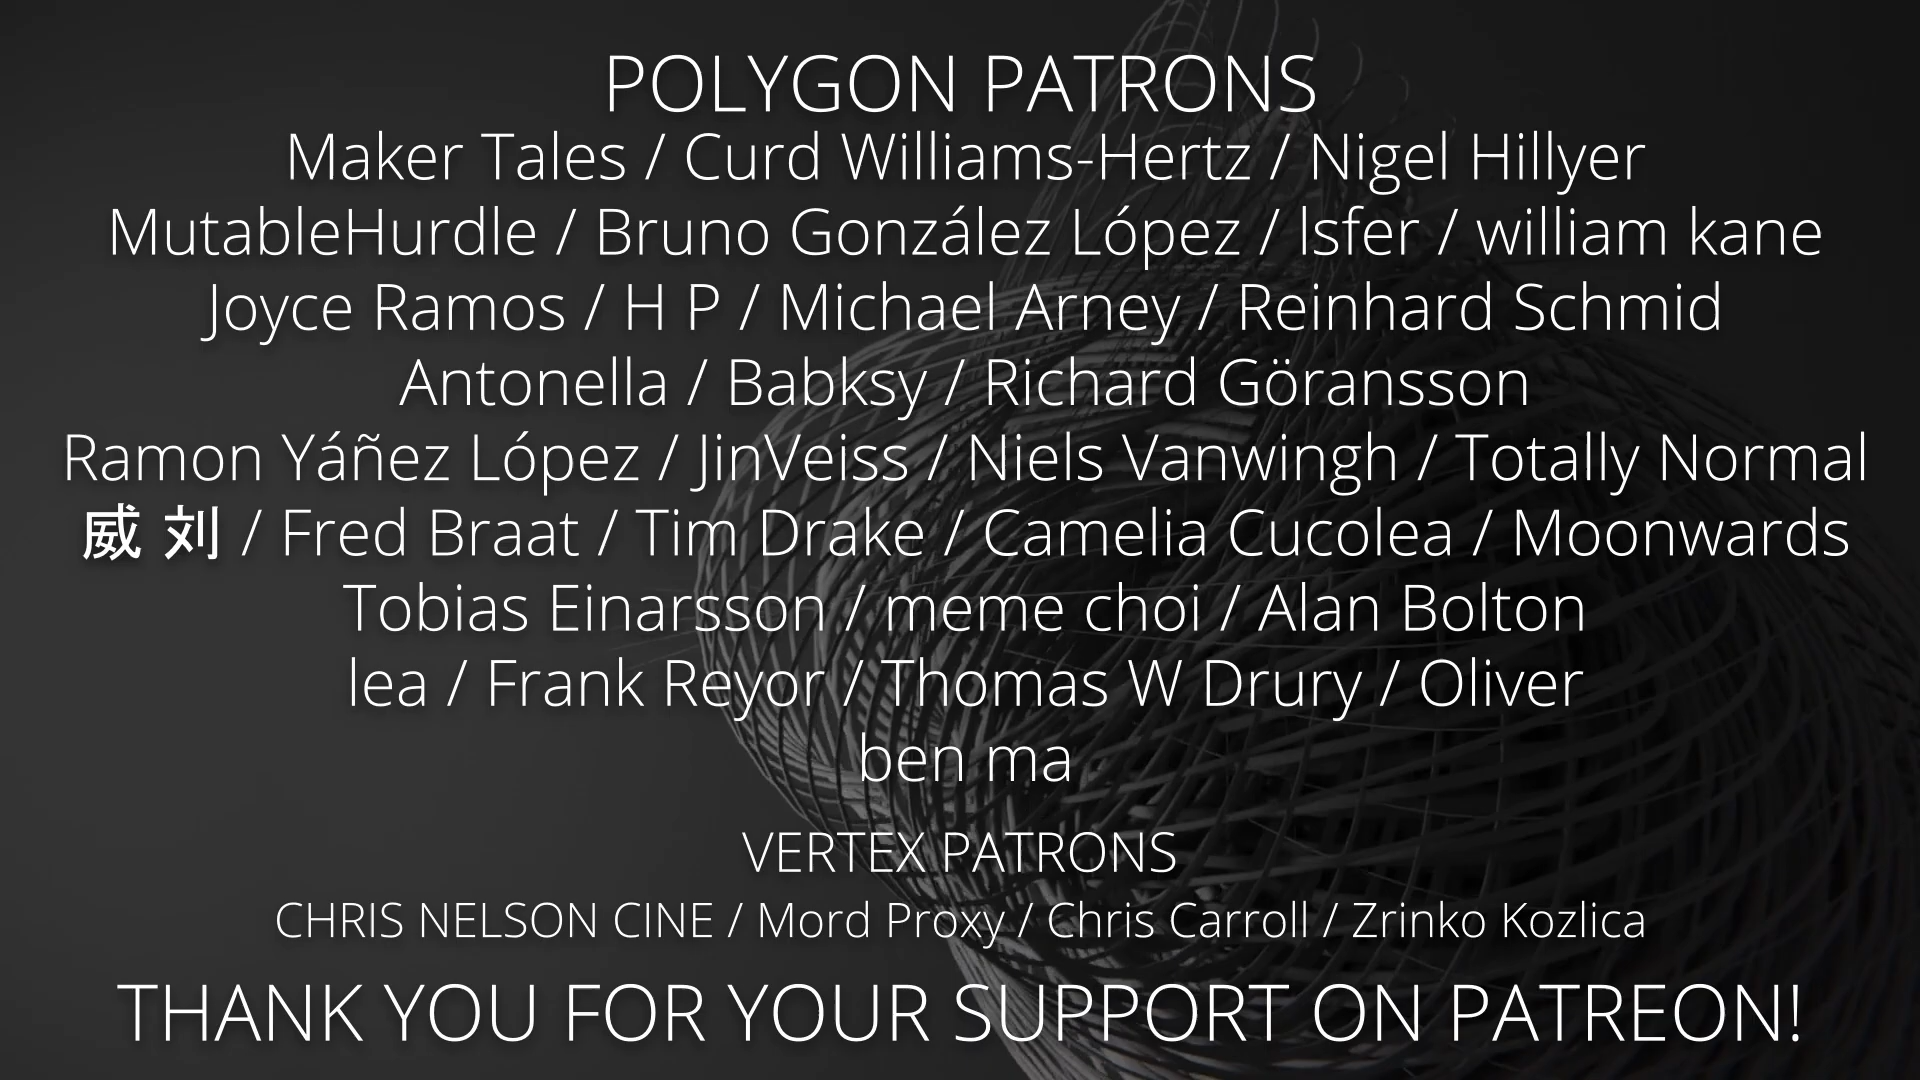 POLYGON PATRONS
Maker Tales / Curd Williams-Hertz / Nigel Hillyer
MutableHurdle / Bruno González López / lsfer / william kane
Joyce Ramos / H P / Michael Arney / Reinhard Schmid
Antonella / Babksy / Richard Göransson
Ramon Yáñez López / JinVeiss / Niels Vanwingh / Totally Normal
威 刘 / Fred Braat / Tim Drake / Camelia Cucolea / Moonwards
Tobias Einarsson / meme choi / Alan Bolton
lea / Frank Reyor / Thomas W Drury / Oliver
ben ma
VERTEX PATRONS
CHRIS NELSON CINE / Mord Proxy / Chris Carroll / Zrinko Kozlica
THANK YOU FOR YOUR SUPPORT ON PATREON!